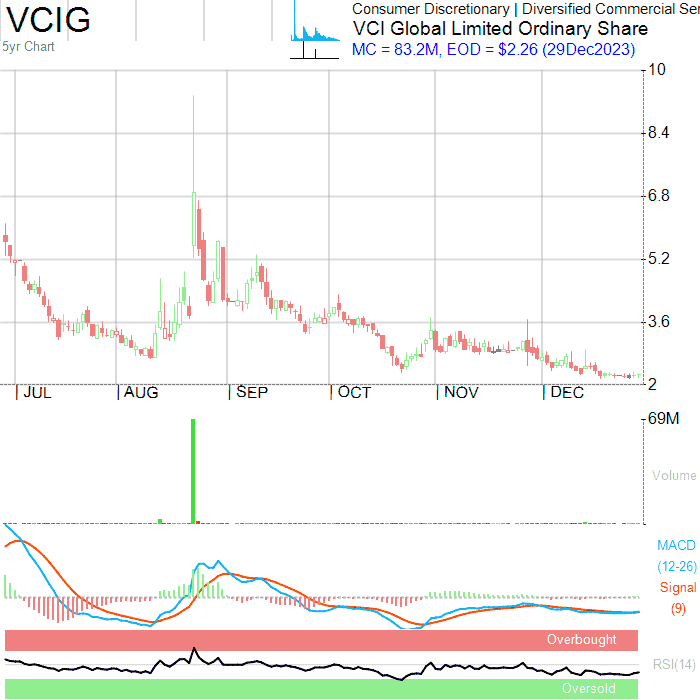 VCIG
5yr Chart
Consumer Discretionary | Diversified Commercial Ser
VCI Global Limited Ordinary Share
MC = 83.2M, EOD = $2.26 (29Dec2023)
10
8.4
6.8
5.2
3.6
2
JUL AUG SEP OCT NOV DEC
69M
Volume
MACD
(12-26)
Signal
(9)
Overbought
RSI(14)
Oversold